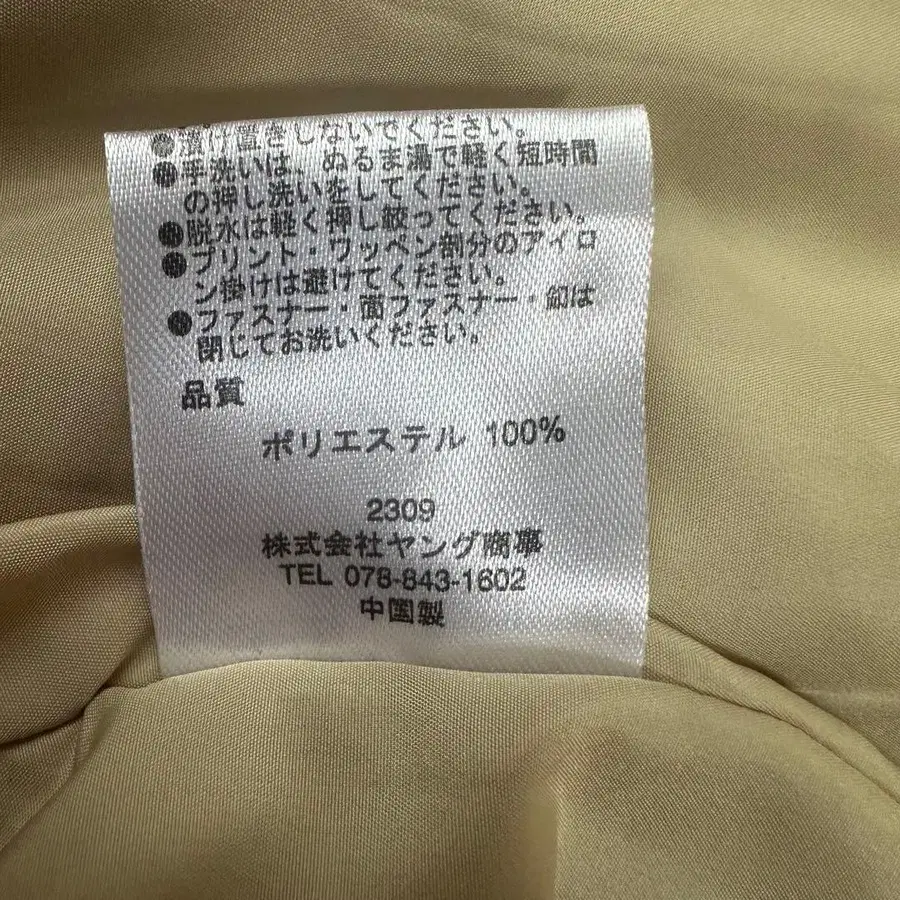 ●漬け置きしないでください。
●手洗いは、ぬるま湯で軽く短時間
の押し洗いをしてください。
●脱水は軽く押し絞ってください。
●プリント・ワッペン部分のアイロ
ン掛けは避けてください。
●ファスナー・面ファスナー・釦は
閉じてお洗いください。
品質
ポリエステル 100%
2309
株式会社ヤング商事
TEL 078-843-1602
中国製